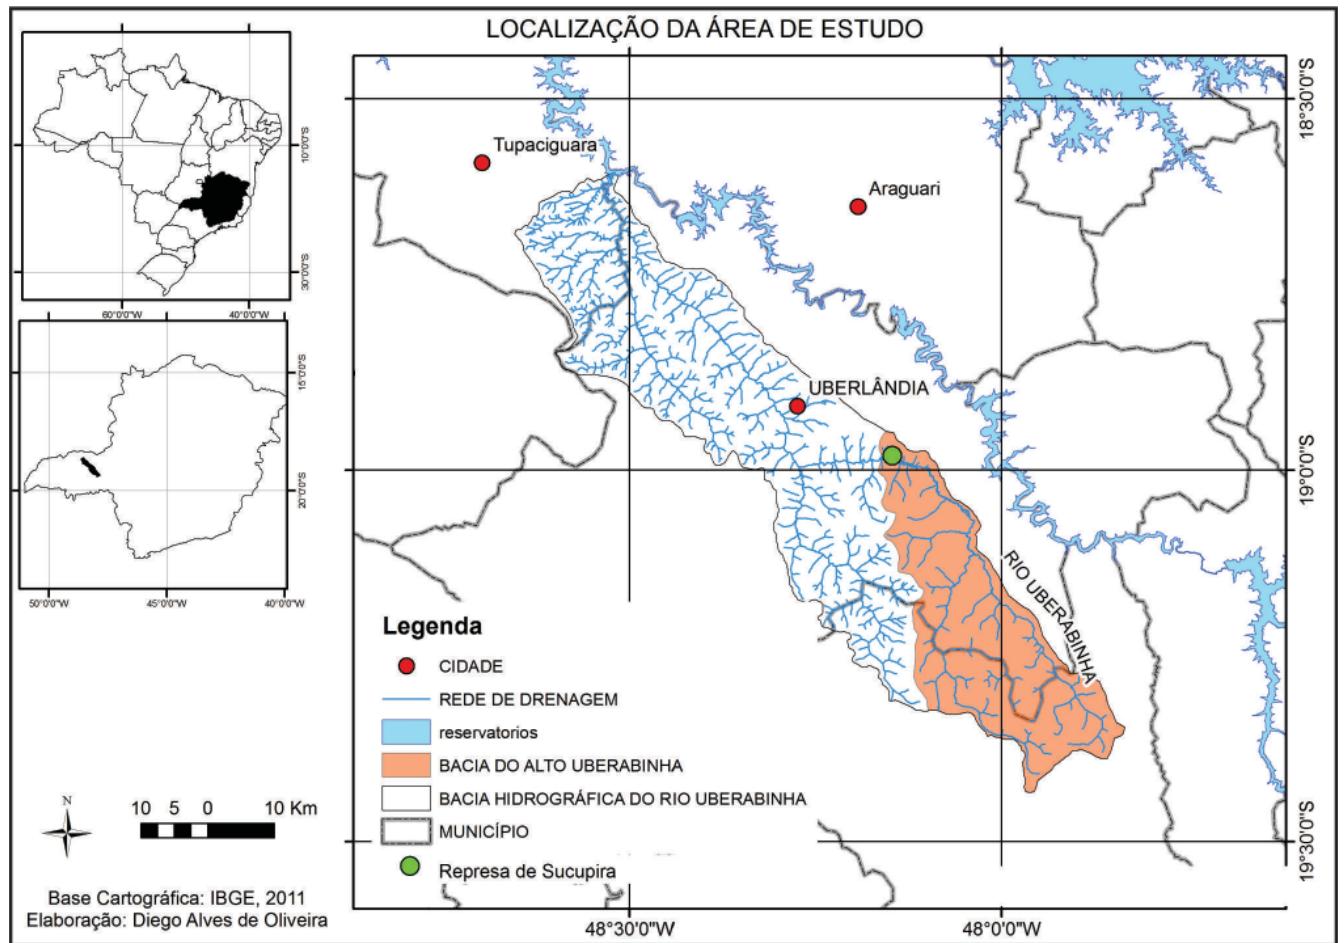 LOCALIZAÇÃO DA ÁREA DE ESTUDO
10°0'0"S
30°0'0"S
60°0'0"W
40°0'0"W
15°0'0"S
20°0'0"S
50°0'0"W
45°0'0"W
40°0'0"W
Tupaciguara
Araguari
UBERLÂNDIA
RIO UBERABINHA
18°30'0"S
19°0'0"S
19°30'0"S
48°30'0"W
48°0'0"W
Legenda
CIDADE
REDE DE DRENAGEM
reservatorios
BACIA DO ALTO UBERABINHA
BACIA HIDROGRÁFICA DO RIO UBERABINHA
MUNICÍPIO
Represa de Sucupira
N
10 5 0 10 Km
Base Cartográfica: IBGE, 2011
Elaboração: Diego Alves de Oliveira